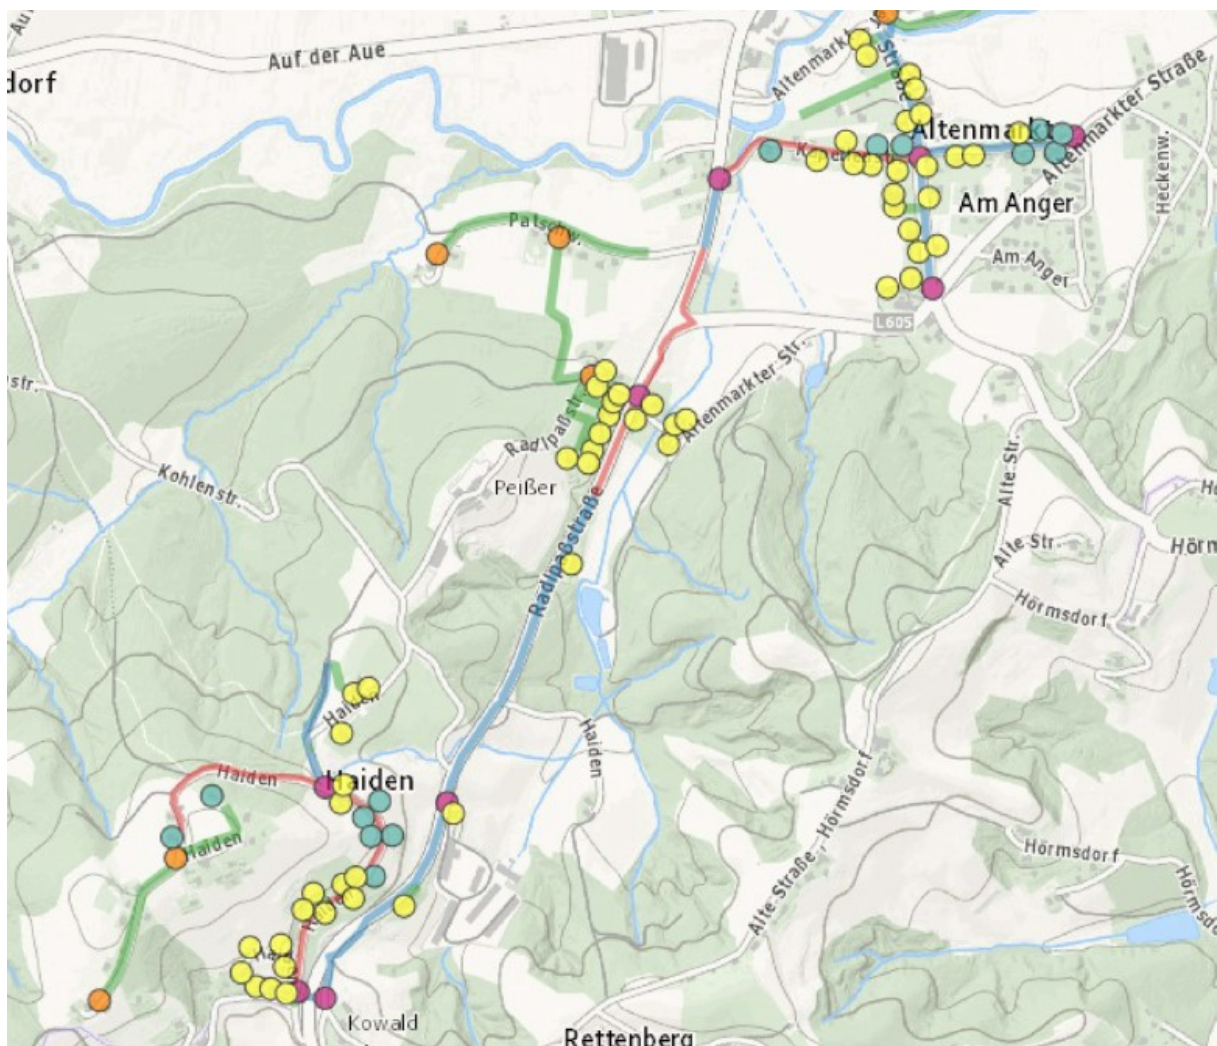 Auf der Aue
dorf
Altenmarkt
Altenmarkter Straße
Heckenw.
Am Anger
Am Anger
Patschw.
L605
Altenmarkter Str.
Radlpaßstr.
Peißer
Kohlenstr.
Radlpaßstraße
Alte Str.
Alte Str.
Hörmsdorf
Haiden
Haiden
Haiden
Haiden
Haiden
Alte Straße, Hörmsdorf
Hörmsdorf
Kowald
Rettenberg